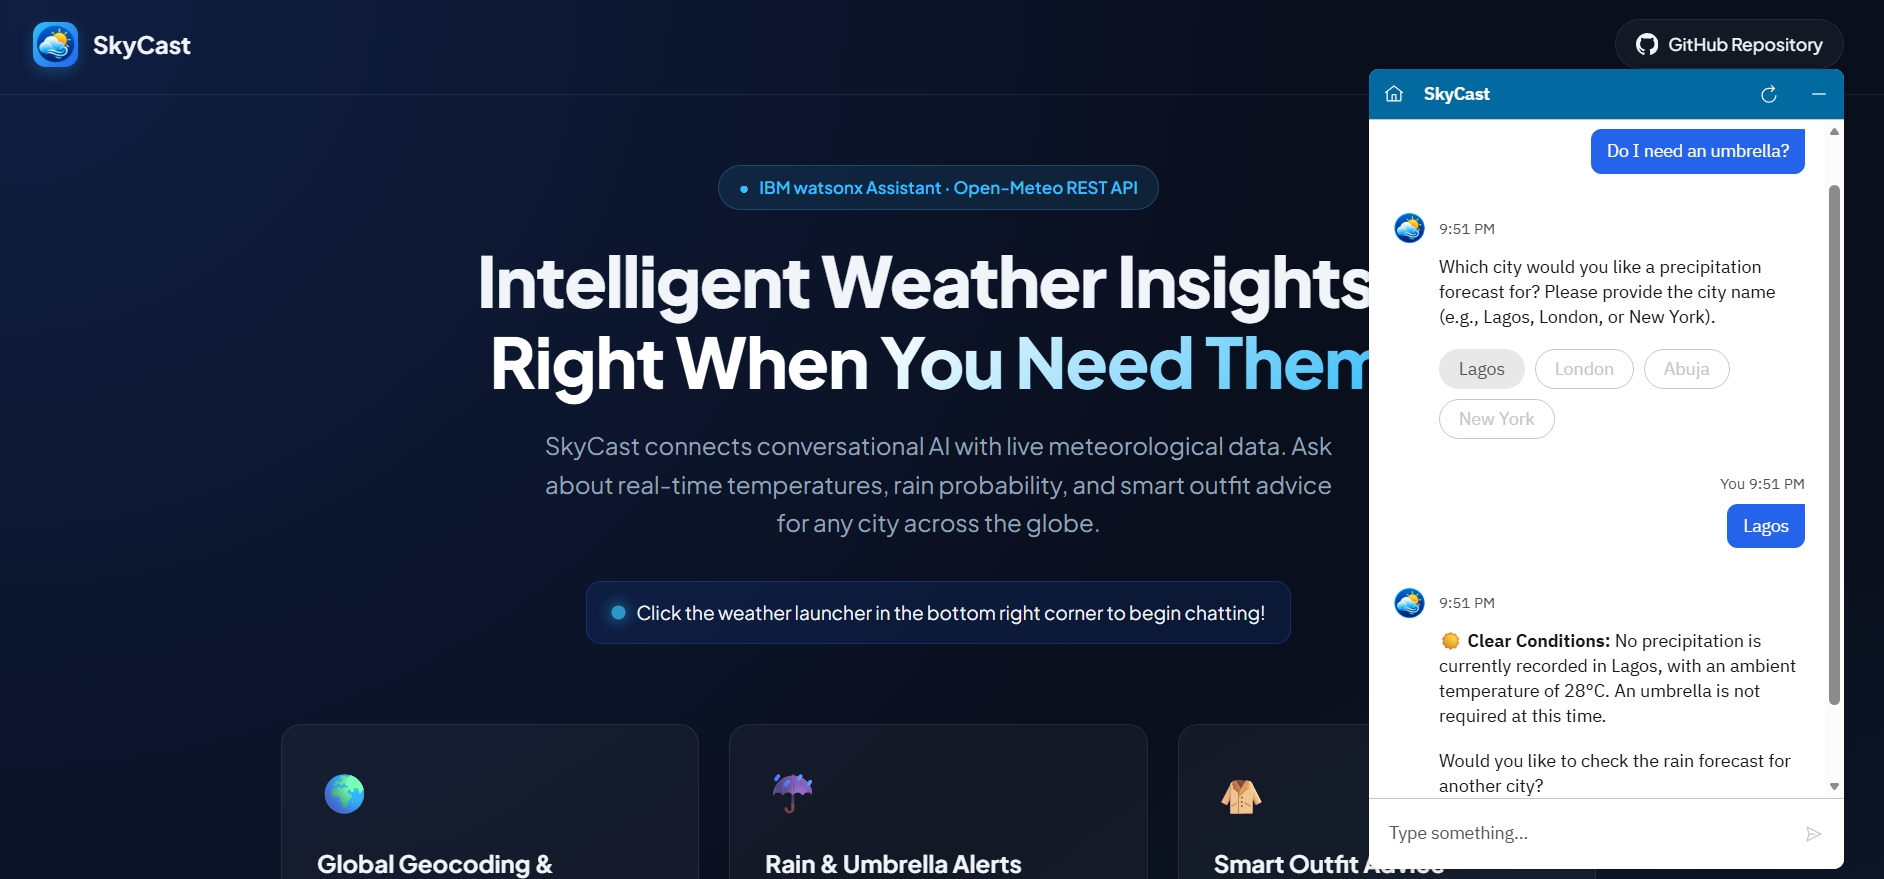 SkyCast
GitHub Repository
IBM watsonx Assistant · Open-Meteo REST API
Intelligent Weather Insights
Right When You Need Them
SkyCast connects conversational AI with live meteorological data. Ask
about real-time temperatures, rain probability, and smart outfit advice
for any city across the globe.
Click the weather launcher in the bottom right corner to begin chatting!
Global Geocoding &
Rain & Umbrella Alerts
Smart Outfit Advice
SkyCast
Do I need an umbrella?
9:51 PM
Which city would you like a precipitation
forecast for? Please provide the city name
(e.g., Lagos, London, or New York).
Lagos
London
Abuja
New York
You 9:51 PM
Lagos
9:51 PM
Clear Conditions: No precipitation is
currently recorded in Lagos, with an ambient
temperature of 28°C. An umbrella is not
required at this time.
Would you like to check the rain forecast for
another city?
Type something...